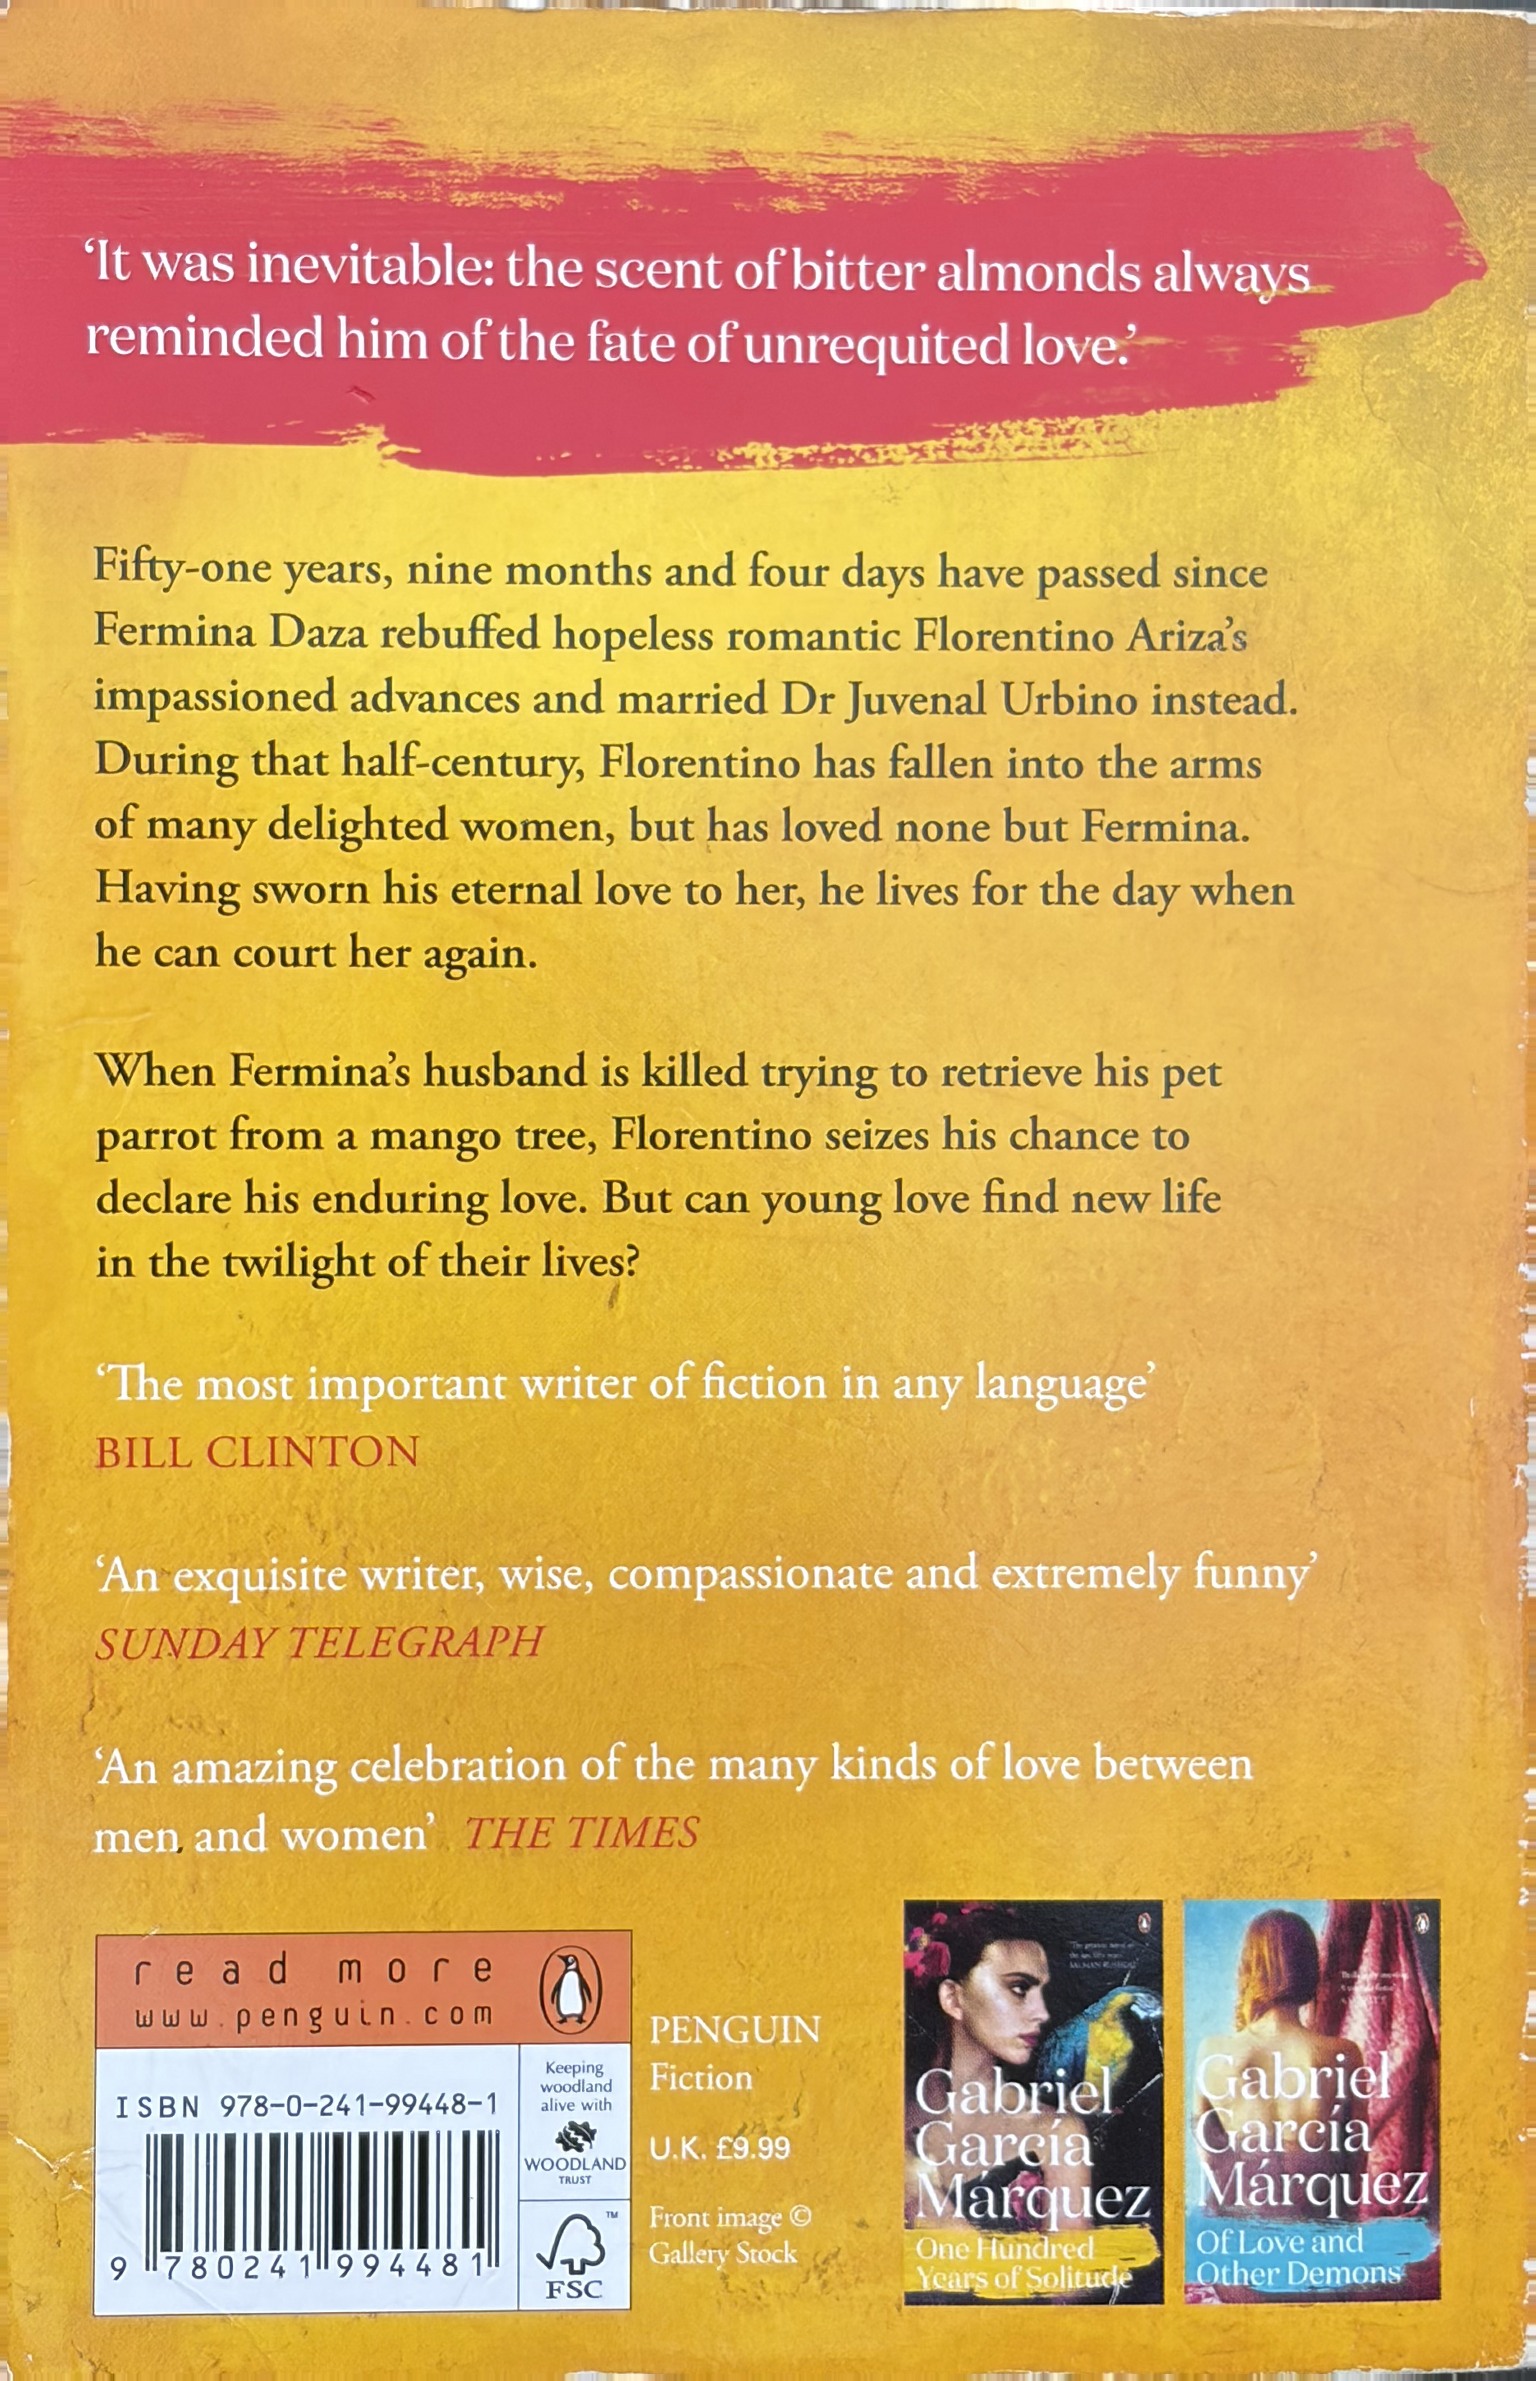 ‘It was inevitable: the scent of bitter almonds always
reminded him of the fate of unrequited love.’
Fifty-one years, nine months and four days have passed since
Fermina Daza rebuffed hopeless romantic Florentino Ariza’s
impassioned advances and married Dr Juvenal Urbino instead.
During that half-century, Florentino has fallen into the arms
of many delighted women, but has loved none but Fermina.
Having sworn his eternal love to her, he lives for the day when
he can court her again.
When Fermina’s husband is killed trying to retrieve his pet
parrot from a mango tree, Florentino seizes his chance to
declare his enduring love. But can young love find new life
in the twilight of their lives?
‘The most important writer of fiction in any language’
BILL CLINTON
‘An exquisite writer, wise, compassionate and extremely funny’
SUNDAY TELEGRAPH
‘An amazing celebration of the many kinds of love between
men and women’ THE TIMES
read more
www.penguin.com
ISBN 978-0-241-99448-1
9 780241 994481
Keeping
woodland
alive with
WOODLAND
TRUST
™
FSC
PENGUIN
Fiction
U.K. £9.99
Front image ©
Gallery Stock
Gabriel
García
Márquez
One Hundred
Years of Solitude
Gabriel
García
Márquez
Of Love and
Other Demons